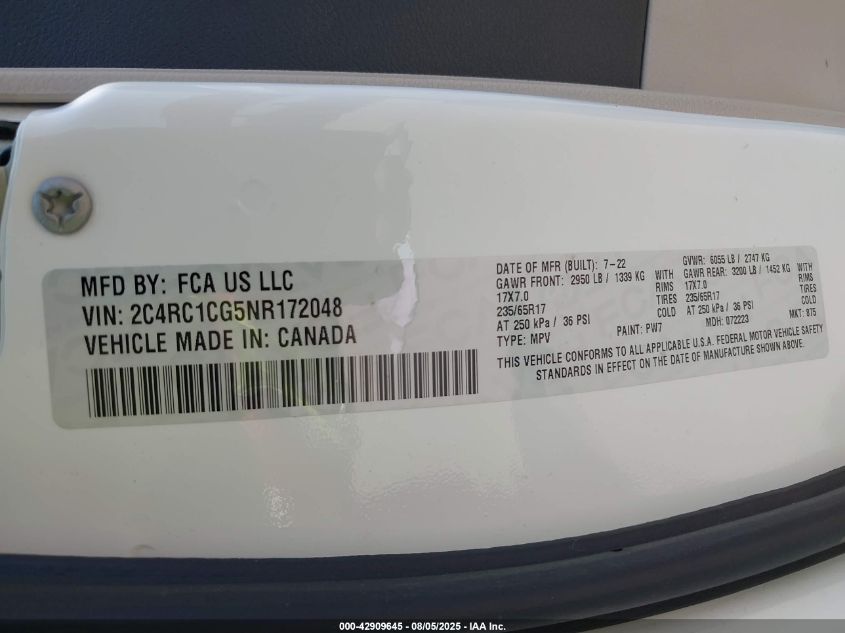 MFD BY: FCA US LLC
VIN: 2C4RC1CG5NR172048
VEHICLE MADE IN: CANADA
DATE OF MFR (BUILT): 7-22 GVWR: 6055 LB / 2747 KG
GAWR FRONT: 2950 LB / 1339 KG WITH GAWR REAR: 3200 LB / 1452 KG WITH
17X7.0 RIMS 17X7.0 RIMS
235/65R17 TIRES 235/65R17 TIRES
AT 250 kPa / 36 PSI COLD AT 250 kPa / 36 PSI COLD
TYPE: MPV PAINT: PW7 MDH: 072223 MKT: 875
THIS VEHICLE CONFORMS TO ALL APPLICABLE U.S.A. FEDERAL MOTOR VEHICLE SAFETY
STANDARDS IN EFFECT ON THE DATE OF MANUFACTURE SHOWN ABOVE.
000-42909645 - 08/05/2025 - IAA Inc.